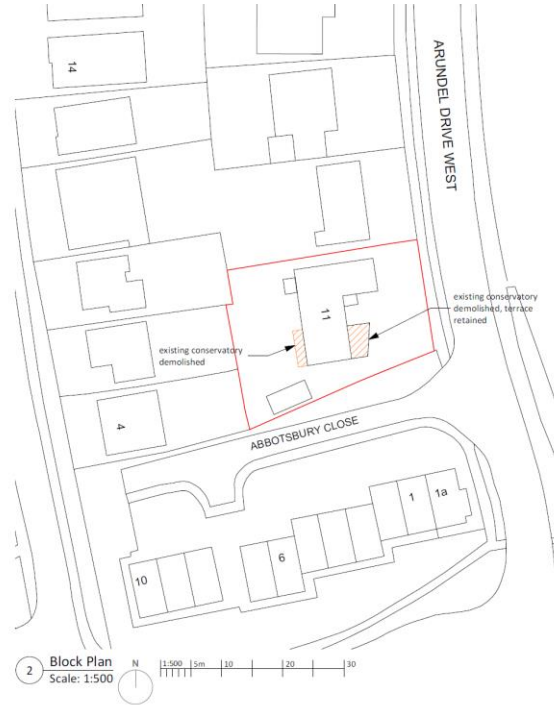 14
ARUNDEL DRIVE WEST
existing conservatory
demolished, terrace
retained
11
existing conservatory
demolished
4
ABBOTSBURY CLOSE
1
1a
6
10
2
Block Plan
Scale: 1:500
N
1:500
5m
10
20
30